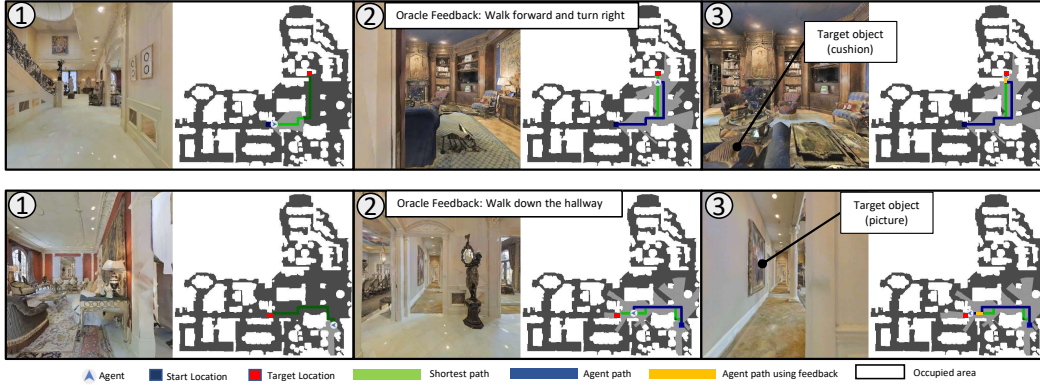 1
2
Oracle Feedback: Walk forward and turn right
3
Target object
(cushion)
1
2
Oracle Feedback: Walk down the hallway
3
Target object
(picture)
Agent
Start Location
Target Location
Shortest path
Agent path
Agent path using feedback
Occupied area